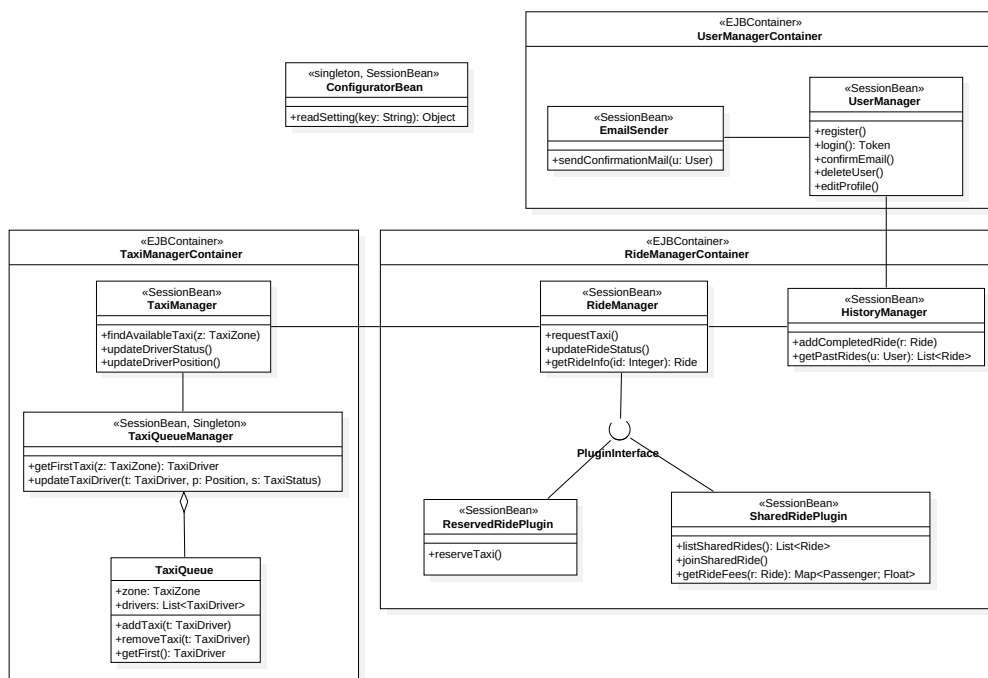 «EJBContainer»
UserManagerContainer
«singleton, SessionBean»
ConfiguratorBean
+readSetting(key: String): Object
«SessionBean»
EmailSender
+sendConfirmationMail(u: User)
«SessionBean»
UserManager
+register()
+login(): Token
+confirmEmail()
+deleteUser()
+editProfile()
«EJBContainer»
TaxiManagerContainer
«SessionBean»
TaxiManager
+findAvailableTaxi(z: TaxiZone)
+updateDriverStatus()
+updateDriverPosition()
«SessionBean, Singleton»
TaxiQueueManager
+getFirstTaxi(z: TaxiZone): TaxiDriver
+updateTaxiDriver(t: TaxiDriver, p: Position, s: TaxiStatus)
TaxiQueue
+zone: TaxiZone
+drivers: List<TaxiDriver>
+addTaxi(t: TaxiDriver)
+removeTaxi(t: TaxiDriver)
+getFirst(): TaxiDriver
«EJBContainer»
RideManagerContainer
«SessionBean»
RideManager
+requestTaxi()
+updateRideStatus()
+getRideInfo(id: Integer): Ride
«SessionBean»
HistoryManager
+addCompletedRide(r: Ride)
+getPastRides(u: User): List<Ride>
PluginInterface
«SessionBean»
ReservedRidePlugin
+reserveTaxi()
«SessionBean»
SharedRidePlugin
+listSharedRides(): List<Ride>
+joinSharedRide()
+getRideFees(r: Ride): Map<Passenger; Float>